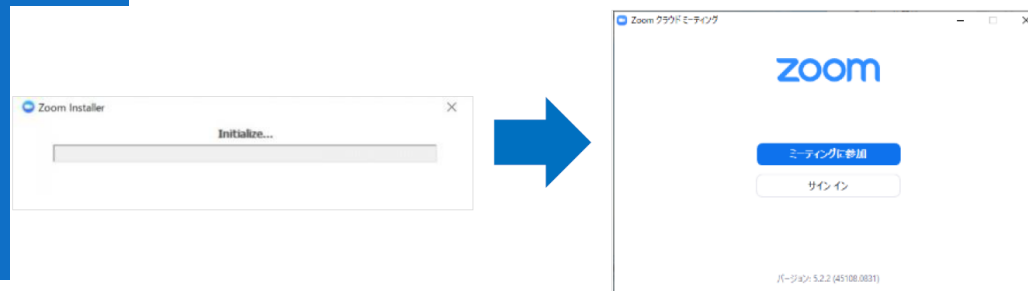 Zoom Installer
Initialize...
Zoom クラウド ミーティング
zoom
ミーティングに参加
サイン イン
バージョン: 5.2.2 (45108.0831)